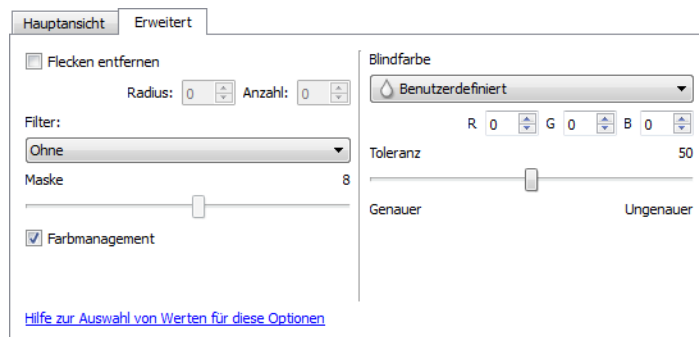 Hauptansicht Erweitert
Flecken entfernen
Radius: 0 Anzahl: 0
Filter:
Ohne
Maske 8
Farbmanagement
Hilfe zur Auswahl von Werten für diese Optionen
Blindfarbe
Benutzerdefiniert
R 0 G 0 B 0
Toleranz 50
Genauer Ungenauer